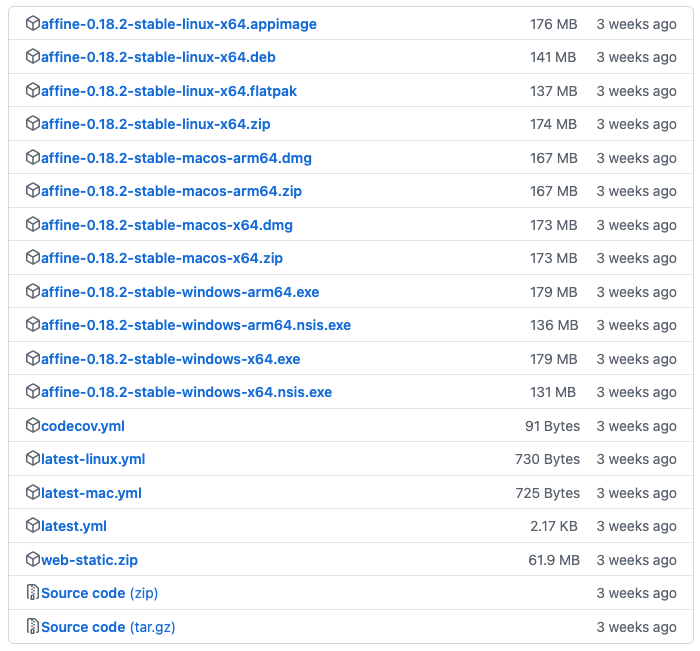 affine-0.18.2-stable-linux-x64.appimage 176 MB 3 weeks ago
affine-0.18.2-stable-linux-x64.deb 141 MB 3 weeks ago
affine-0.18.2-stable-linux-x64.flatpak 137 MB 3 weeks ago
affine-0.18.2-stable-linux-x64.zip 174 MB 3 weeks ago
affine-0.18.2-stable-macos-arm64.dmg 167 MB 3 weeks ago
affine-0.18.2-stable-macos-arm64.zip 167 MB 3 weeks ago
affine-0.18.2-stable-macos-x64.dmg 173 MB 3 weeks ago
affine-0.18.2-stable-macos-x64.zip 173 MB 3 weeks ago
affine-0.18.2-stable-windows-arm64.exe 179 MB 3 weeks ago
affine-0.18.2-stable-windows-arm64.nsis.exe 136 MB 3 weeks ago
affine-0.18.2-stable-windows-x64.exe 179 MB 3 weeks ago
affine-0.18.2-stable-windows-x64.nsis.exe 131 MB 3 weeks ago
codecov.yml 91 Bytes 3 weeks ago
latest-linux.yml 730 Bytes 3 weeks ago
latest-mac.yml 725 Bytes 3 weeks ago
latest.yml 2.17 KB 3 weeks ago
web-static.zip 61.9 MB 3 weeks ago
Source code (zip) 3 weeks ago
Source code (tar.gz) 3 weeks ago